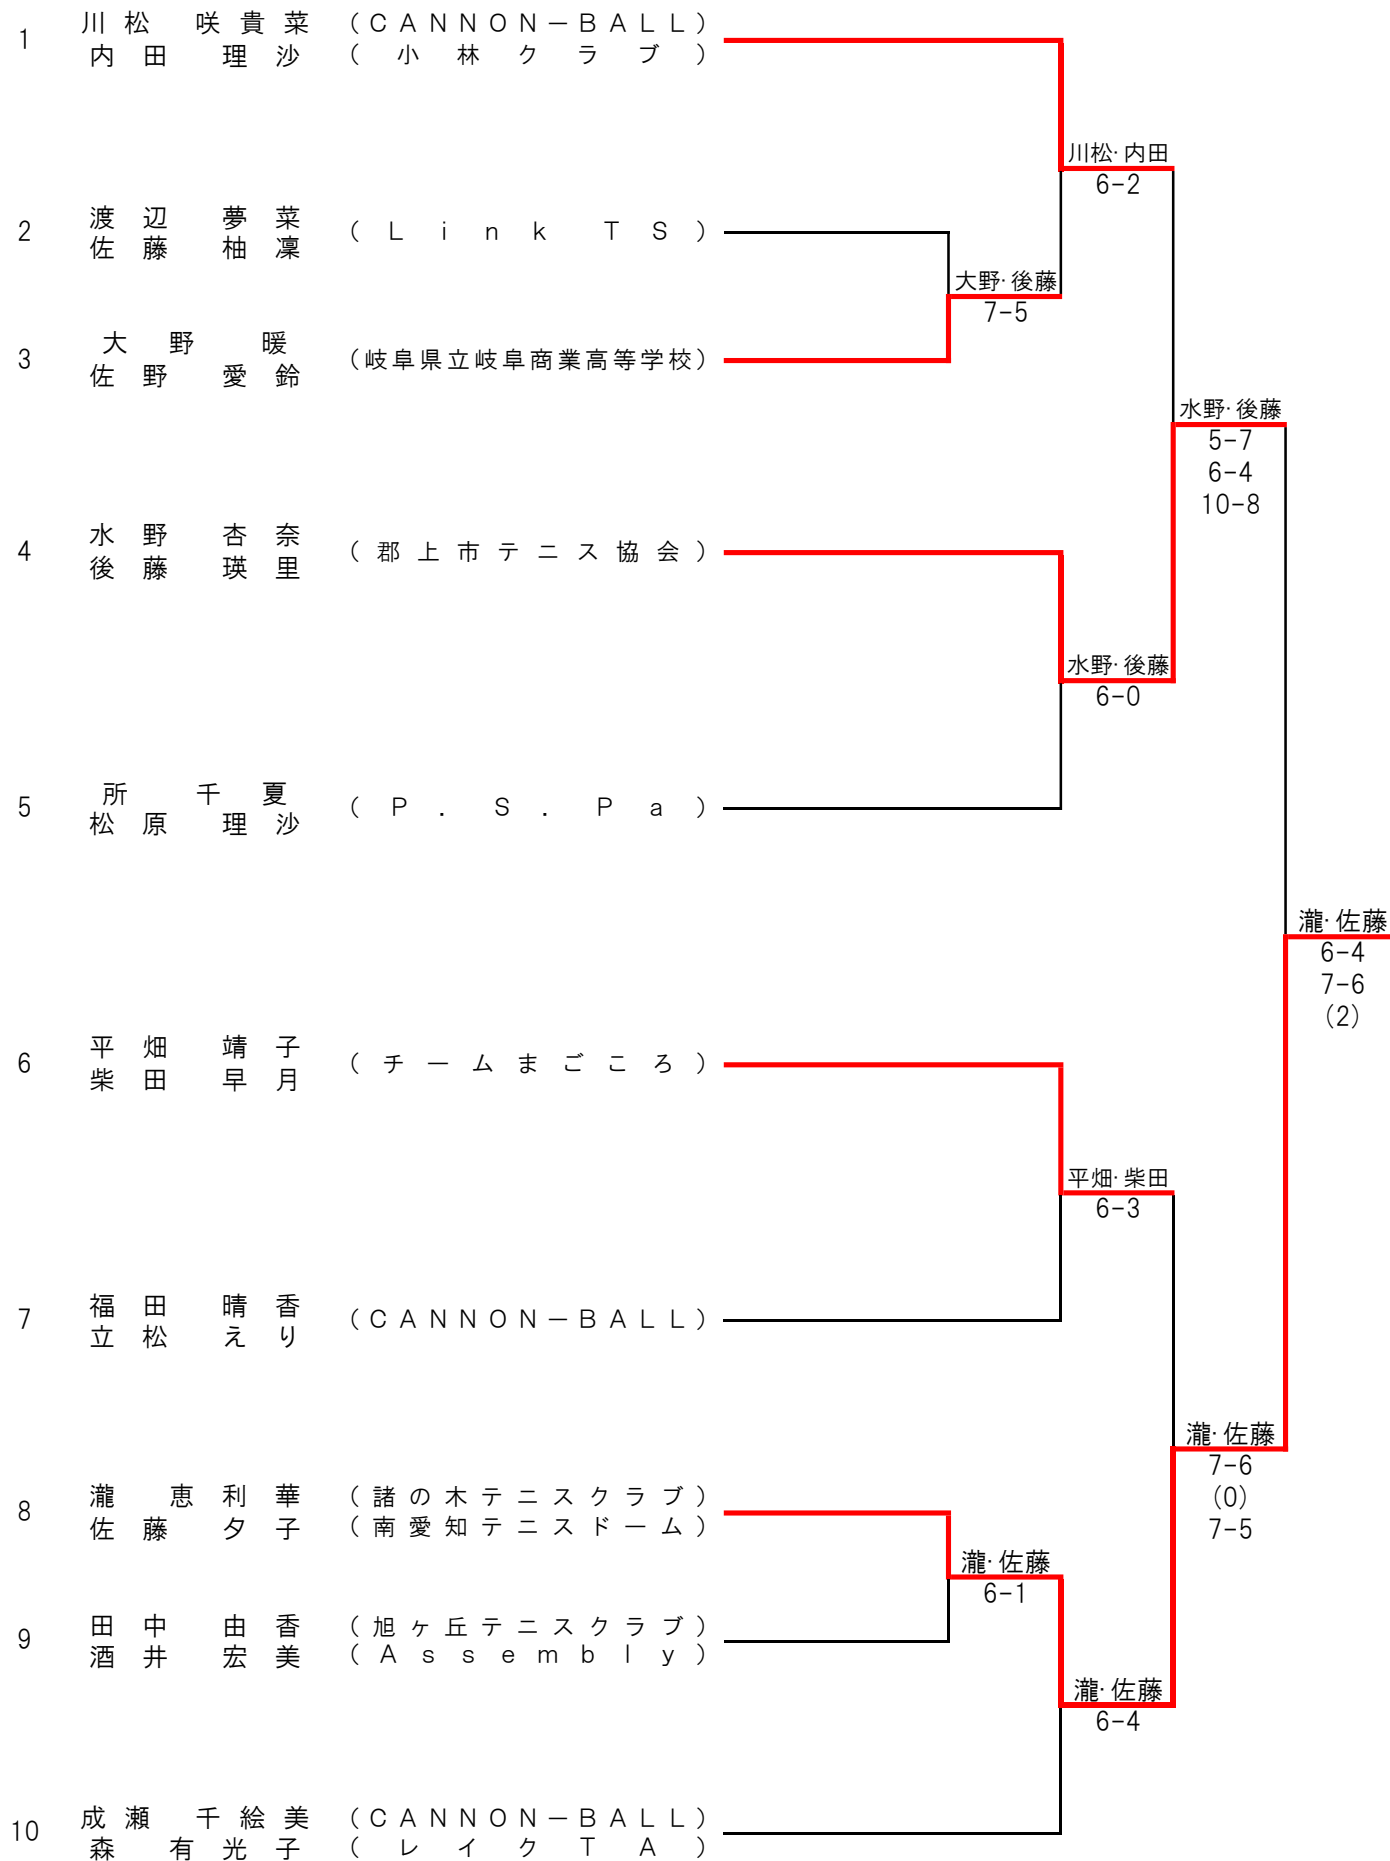 1 川松 咲貴菜 (CANNON－BALL)
内田 理沙 (小林クラブ)
川松・内田
6-2
2 渡辺 夢菜 (Link TS)
佐藤 柚凜
大野・後藤
7-5
3 大野 暖 (岐阜県立岐阜商業高等学校)
佐野 愛鈴
水野・後藤
5-7
6-4
10-8
4 水野 杏奈 (郡上市テニス協会)
後藤 瑛里
水野・後藤
6-0
5 所 千夏 (P.S.Pa)
松原 理沙
瀧・佐藤
6-4
7-6
(2)
6 平畑 靖子 (チームまごころ)
柴田 早月
平畑・柴田
6-3
7 福田 晴香 (CANNON－BALL)
立松 えり
瀧・佐藤
7-6
(0)
7-5
8 瀧 恵利華 (諸の木テニスクラブ)
佐藤 夕子 (南愛知テニスドーム)
瀧・佐藤
6-1
9 田中 由香 (旭ヶ丘テニスクラブ)
酒井 宏美 (Assembly)
瀧・佐藤
6-4
10 成瀬 千絵美 (CANNON－BALL)
森 有光子 (レイクTA)